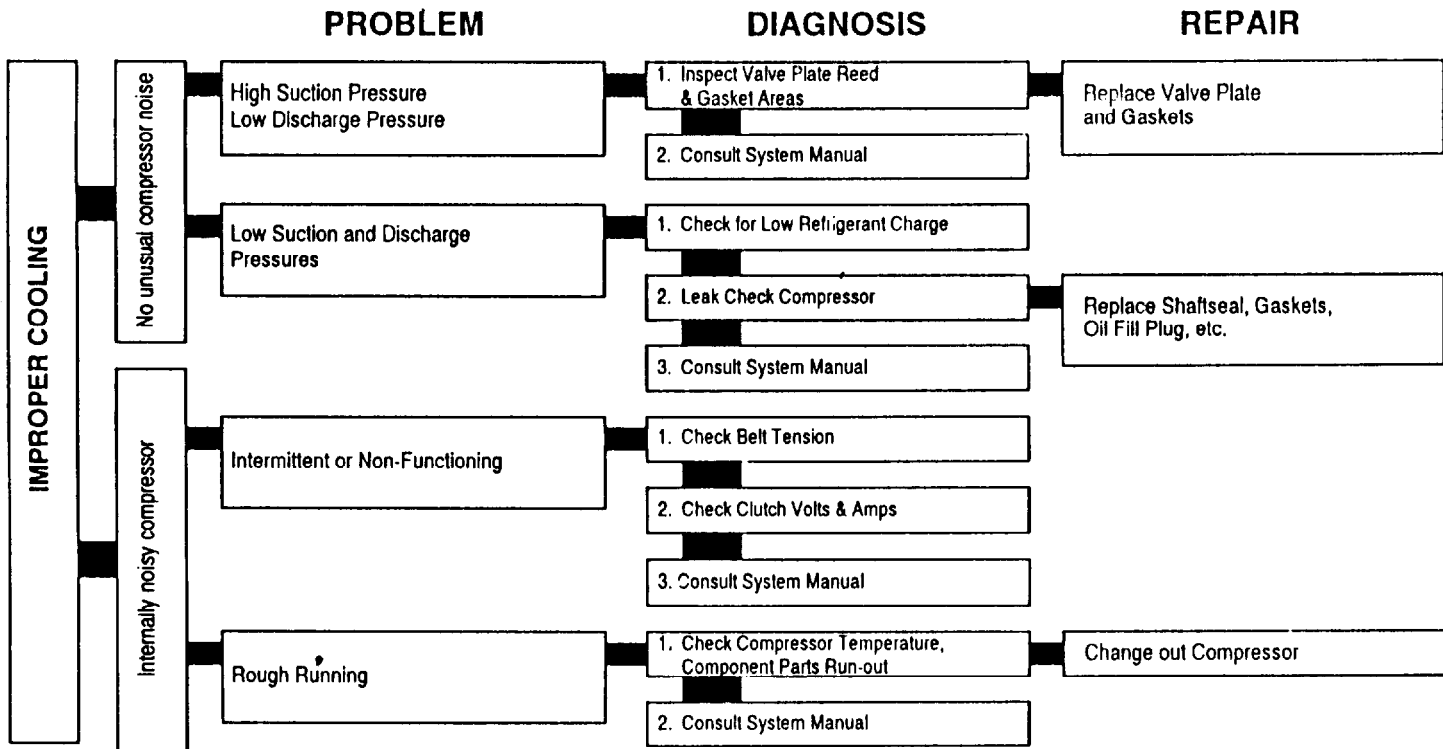 PROBLEM
DIAGNOSIS
REPAIR
IMPROPER COOLING
No unusual compressor noise
High Suction Pressure
Low Discharge Pressure
1. Inspect Valve Plate Reed
& Gasket Areas
Replace Valve Plate
and Gaskets
2. Consult System Manual
Low Suction and Discharge
Pressures
1. Check for Low Refrigerant Charge
2. Leak Check Compressor
Replace Shaftseal, Gaskets,
Oil Fill Plug, etc.
3. Consult System Manual
Internally noisy compressor
Intermittent or Non-Functioning
1. Check Belt Tension
2. Check Clutch Volts & Amps
3. Consult System Manual
Rough Running
1. Check Compressor Temperature,
Component Parts Run-out
Change out Compressor
2. Consult System Manual